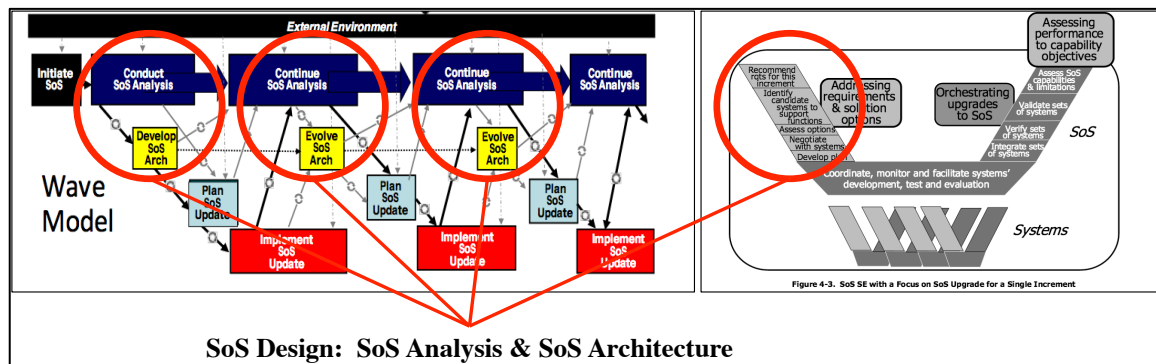 External Environment
Initiate
SoS
Conduct
SoS Analysis
Continue
SoS Analysis
Continue
SoS Analysis
Continue
SoS Analysis
Develop
SoS
Arch
Evolve
SoS
Arch
Evolve
SoS
Arch
Plan
SoS
Update
Plan
SoS
Update
Plan
SoS
Update
Implement
SoS
Update
Implement
SoS
Update
Implement
SoS
Update
Wave
Model
Assessing
performance
to capability
objectives
Recommend
rqts for this
increment
Identify
candidate
systems to
support
functions
Assess options
Negotiate
with systems
Develop plan
Addressing
requirements
& solution
options
Orchestrating
upgrades
to SoS
Assess SoS
capabilities
& limitations
Validate sets
of systems
Verify sets
of systems
Integrate sets
of systems
SoS
Coordinate, monitor and facilitate systems'
development, test and evaluation
Systems
Figure 4-3. SoS SE with a Focus on SoS Upgrade for a Single Increment
SoS Design: SoS Analysis & SoS Architecture